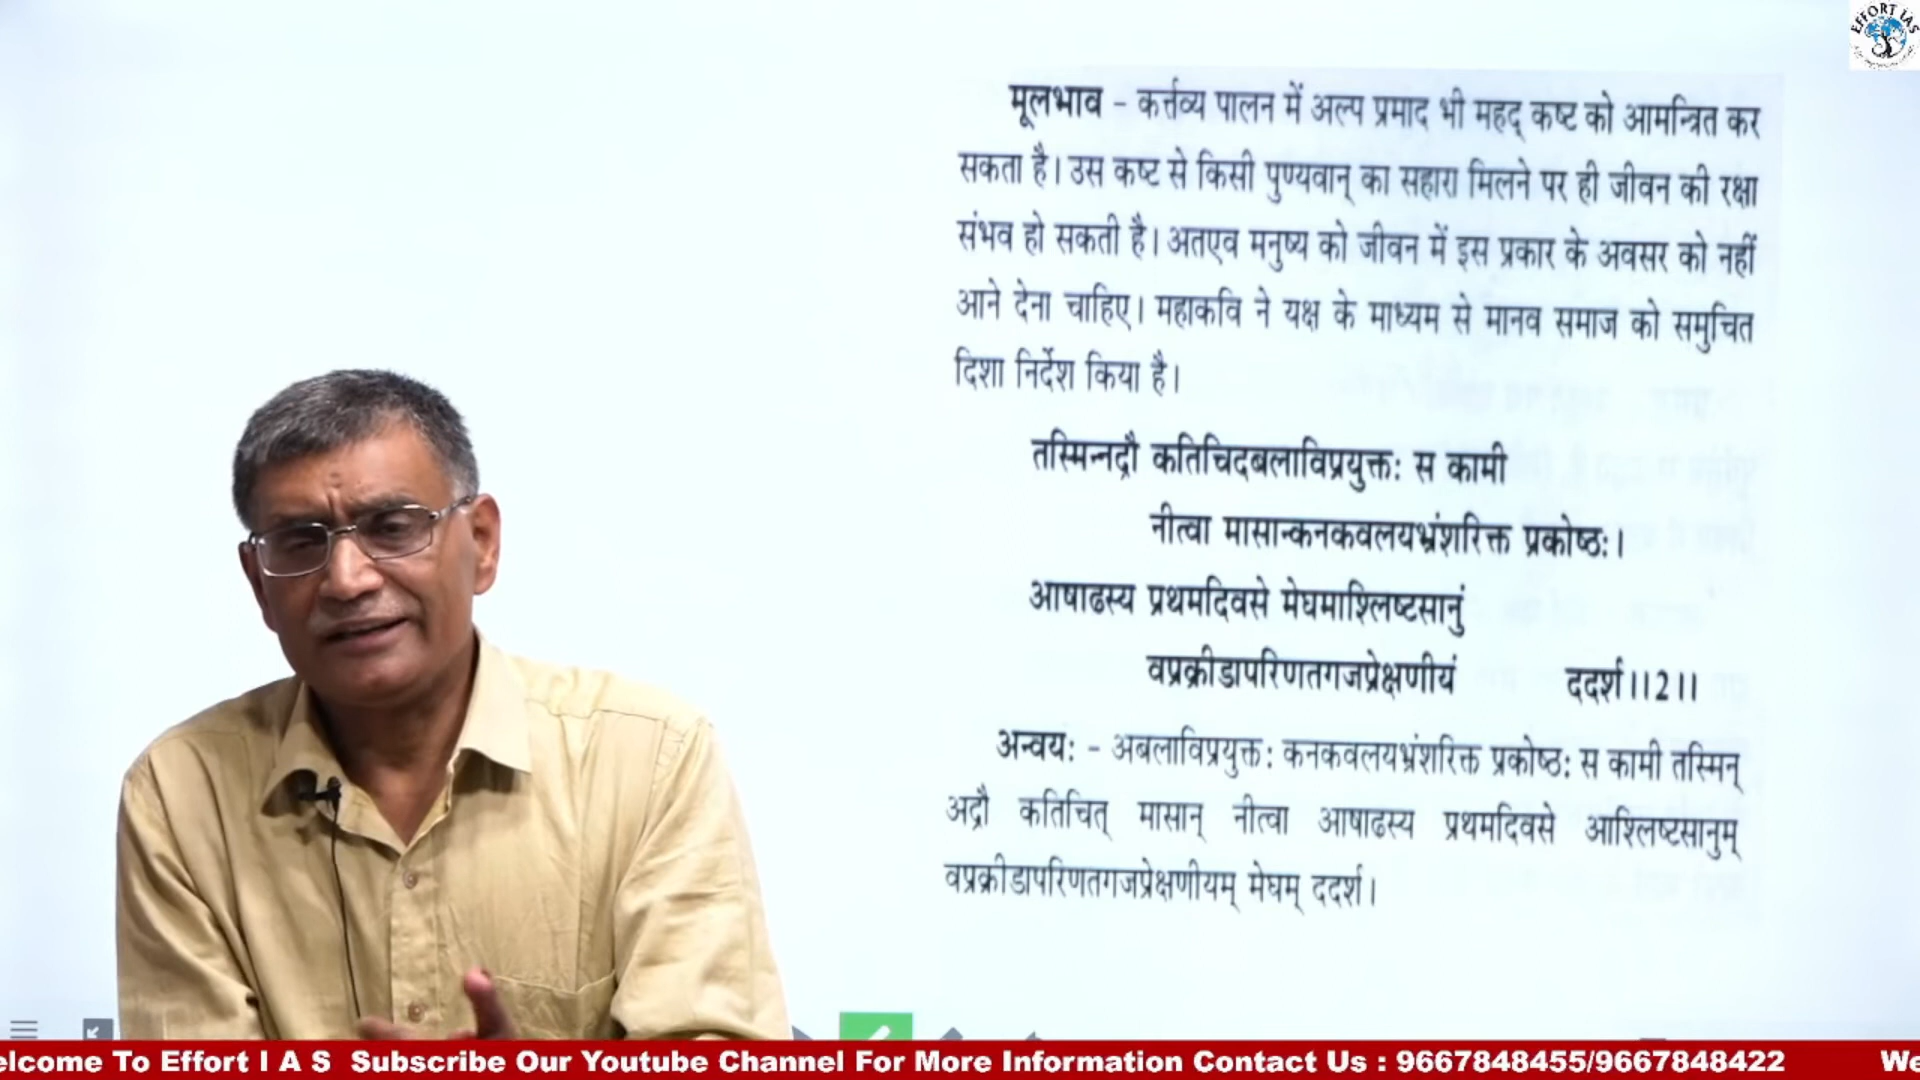 EFFORT IAS
मूलभाव - कर्त्तव्य पालन में अल्प प्रमाद भी महद् कष्ट को आमन्त्रित कर
सकता है। उस कष्ट से किसी पुण्यवान् का सहारा मिलने पर ही जीवन की रक्षा
संभव हो सकती है। अतएव मनुष्य को जीवन में इस प्रकार के अवसर को नहीं
आने देना चाहिए। महाकवि ने यक्ष के माध्यम से मानव समाज को समुचित
दिशा निर्देश किया है।
तस्मिन्नद्रौ कतिचिदबलाविप्रयुक्तः स कामी
नीत्वा मासान्कनकवलयभ्रंशरिक्त प्रकोष्ठः।
आषाढस्य प्रथमदिवसे मेघमाश्लिष्टसानुं
वप्रक्रीडापरिणतगजप्रेक्षणीयं ददर्श।।2।।
अन्वयः - अबलाविप्रयुक्तः कनकवलयभ्रंशरिक्त प्रकोष्ठः स कामी तस्मिन्
अद्रौ कतिचित् मासान् नीत्वा आषाढस्य प्रथमदिवसे आश्लिष्टसानुम्
वप्रक्रीडापरिणतगजप्रेक्षणीयम् मेघम् ददर्श।
elcome To Effort I A S Subscribe Our Youtube Channel For More Information Contact Us : 9667848455/9667848422 We